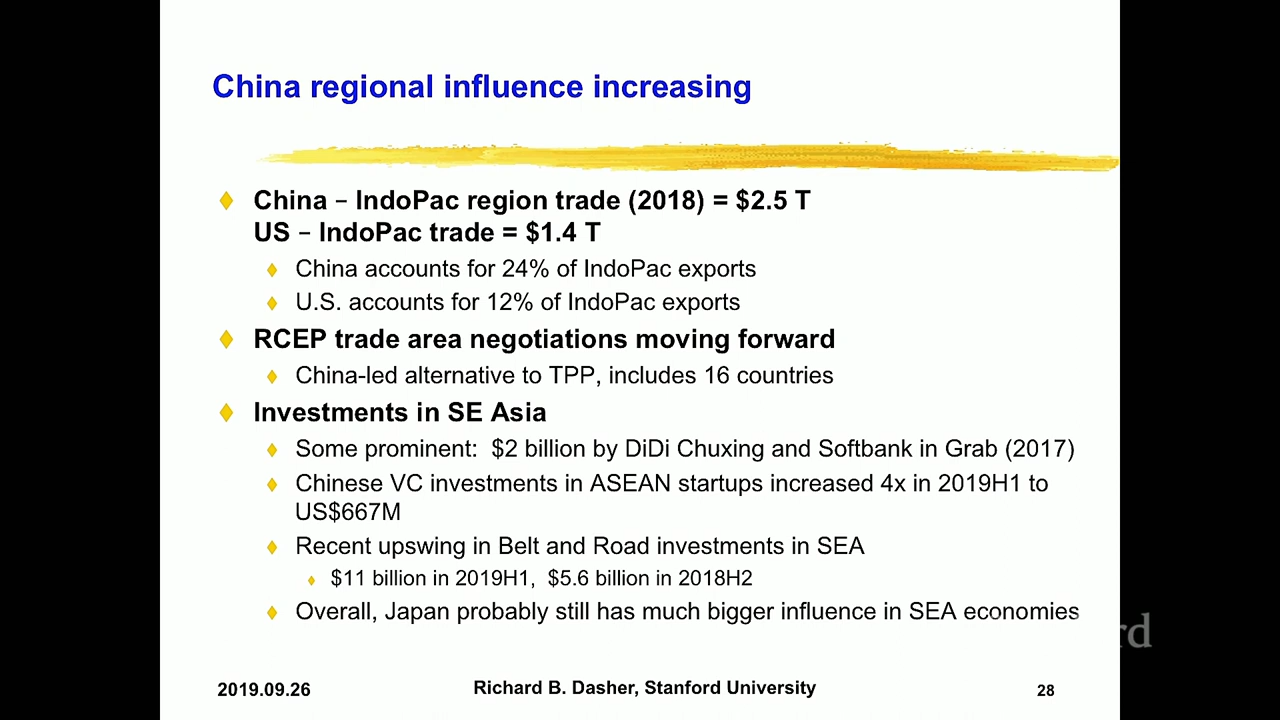 China regional influence increasing
China – IndoPac region trade (2018) = $2.5 T
US – IndoPac trade = $1.4 T
China accounts for 24% of IndoPac exports
U.S. accounts for 12% of IndoPac exports
RCEP trade area negotiations moving forward
China-led alternative to TPP, includes 16 countries
Investments in SE Asia
Some prominent:  $2 billion by DiDi Chuxing and Softbank in Grab (2017)
Chinese VC investments in ASEAN startups increased 4x in 2019H1 to
US$667M
Recent upswing in Belt and Road investments in SEA
$11 billion in 2019H1,  $5.6 billion in 2018H2
Overall, Japan probably still has much bigger influence in SEA economies
2019.09.26
Richard B. Dasher, Stanford University
28